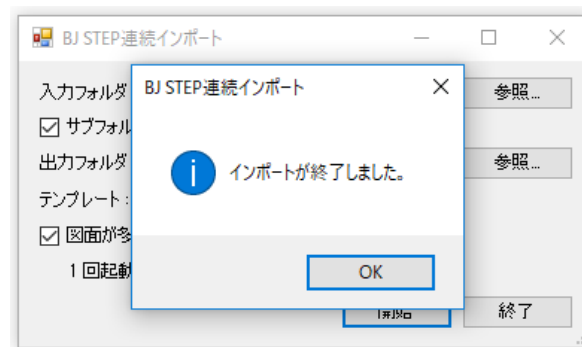 BJ STEP連続インポート
入力フォルダ
BJ STEP連続インポート
参照...
サブフォル
インポートが終了しました。
出力フォルダ
参照...
テンプレート:
図面が多
1回起動
OK
終了